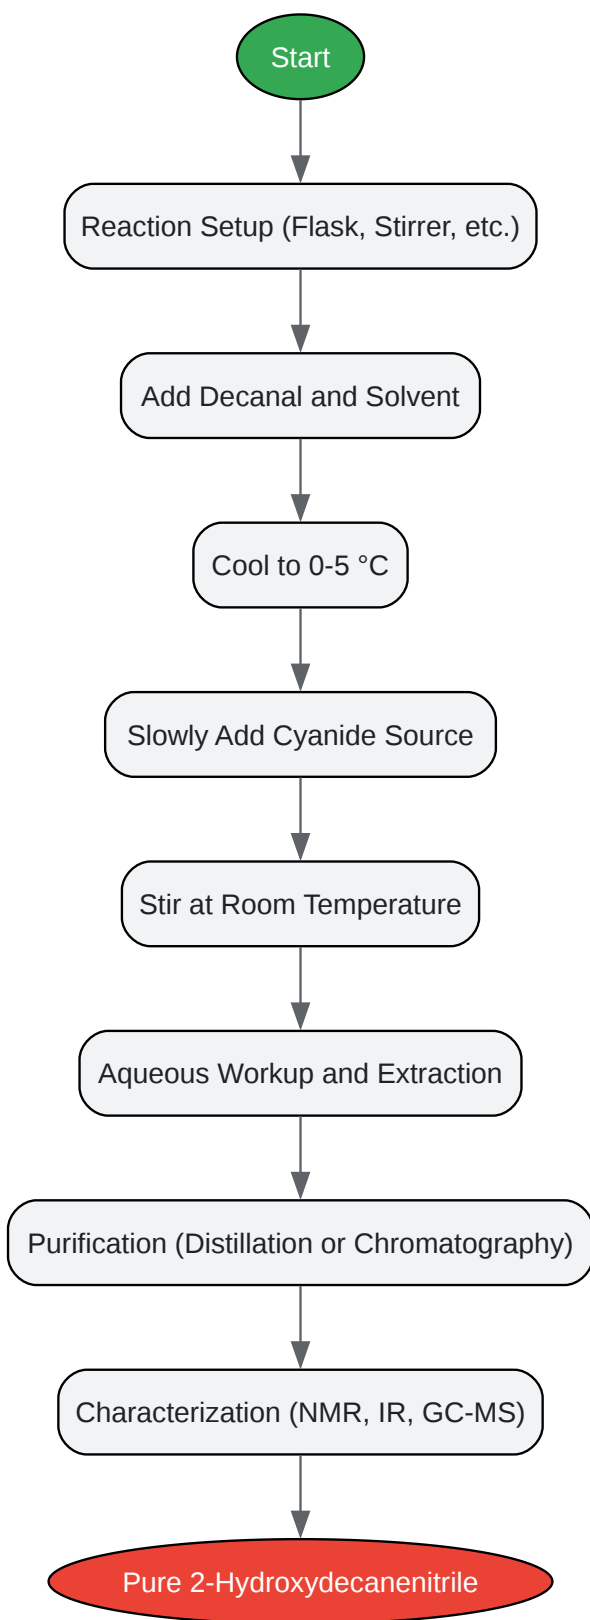 Start
Reaction Setup (Flask, Stirrer, etc.)
Add Decanal and Solvent
Cool to 0-5 °C
Slowly Add Cyanide Source
Stir at Room Temperature
Aqueous Workup and Extraction
Purification (Distillation or Chromatography)
Characterization (NMR, IR, GC-MS)
Pure 2-Hydroxydecanenitrile